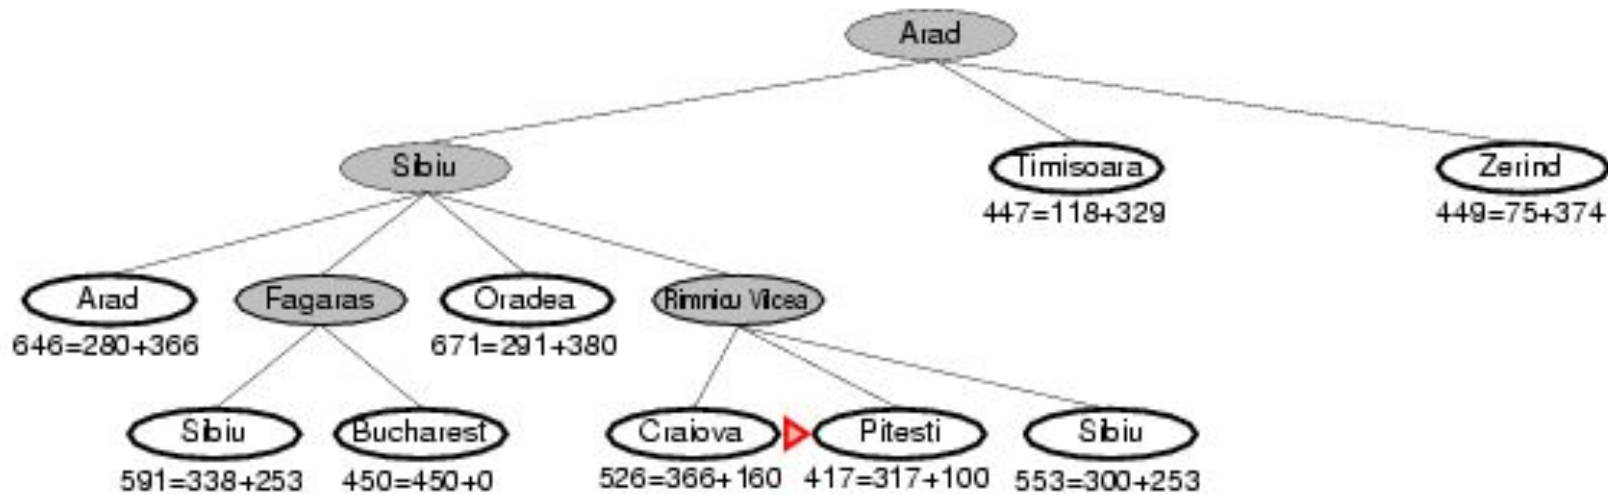 Arad
Sibiu
Timisoara
Zerind
447=118+329
449=75+374
Arad
Fagaras
Oradea
Rimnicu Vilcea
646=280+366
671=291+380
Sibiu
Bucharest
Craiova
Pitesti
Sibiu
591=338+253
450=450+0
526=366+160
417=317+100
553=300+253